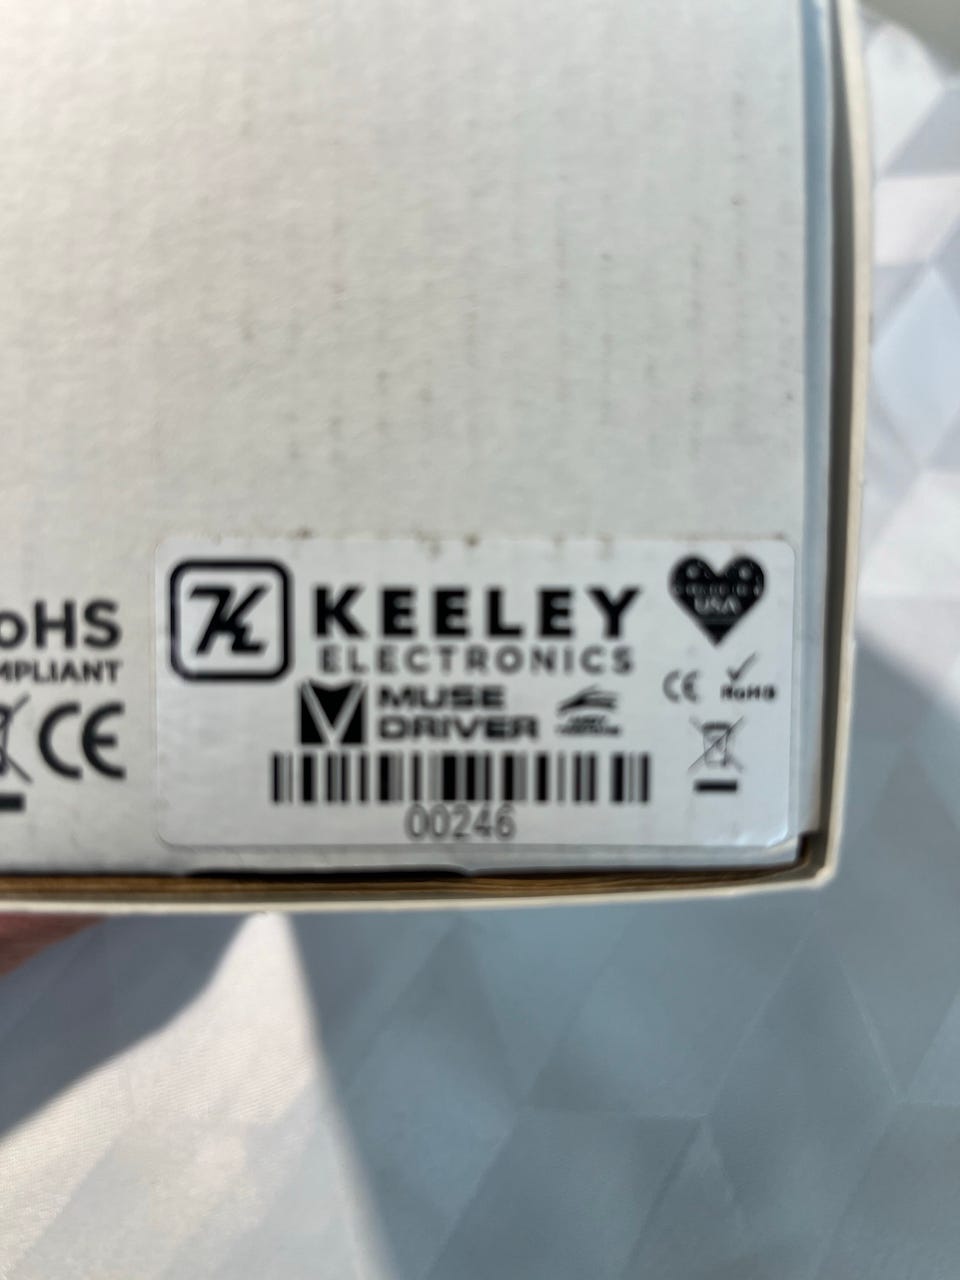 KEELEY
ELECTRONICS
MUSE
DRIVER
00246
USA
CE
RoHS
oHS
MPLIANT
CE